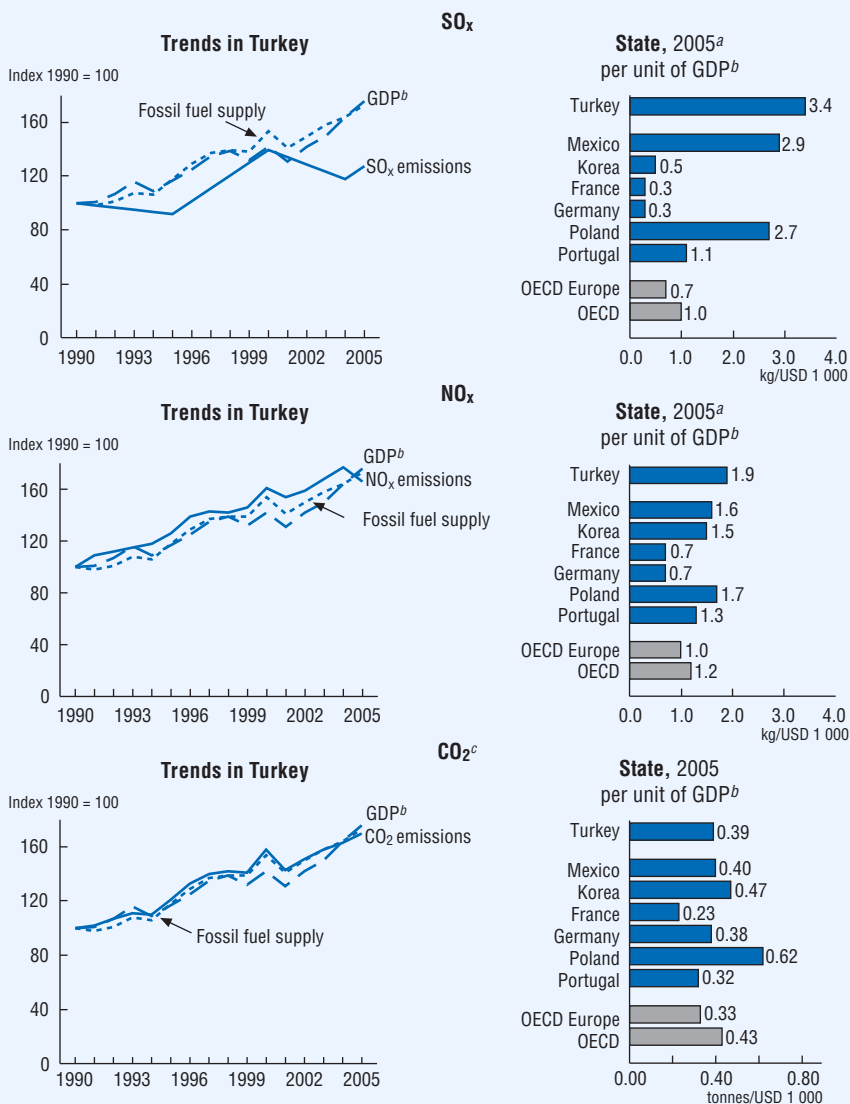 SOx
Trends in Turkey
Index 1990 = 100
160
120
80
40
0
1990 1993 1996 1999 2002 2005
Fossil fuel supply
GDPb
SOx emissions
State, 2005a
per unit of GDPb
Turkey 3.4
Mexico 2.9
Korea 0.5
France 0.3
Germany 0.3
Poland 2.7
Portugal 1.1
OECD Europe 0.7
OECD 1.0
0.0 1.0 2.0 3.0 4.0
kg/USD 1 000
NOx
Trends in Turkey
Index 1990 = 100
160
120
80
40
0
1990 1993 1996 1999 2002 2005
GDPb
NOx emissions
Fossil fuel supply
State, 2005a
per unit of GDPb
Turkey 1.9
Mexico 1.6
Korea 1.5
France 0.7
Germany 0.7
Poland 1.7
Portugal 1.3
OECD Europe 1.0
OECD 1.2
0.0 1.0 2.0 3.0 4.0
kg/USD 1 000
CO2c
Trends in Turkey
Index 1990 = 100
160
120
80
40
0
1990 1993 1996 1999 2002 2005
GDPb
CO2 emissions
Fossil fuel supply
State, 2005
per unit of GDPb
Turkey 0.39
Mexico 0.40
Korea 0.47
France 0.23
Germany 0.38
Poland 0.62
Portugal 0.32
OECD Europe 0.33
OECD 0.43
0.00 0.40 0.80
tonnes/USD 1 000